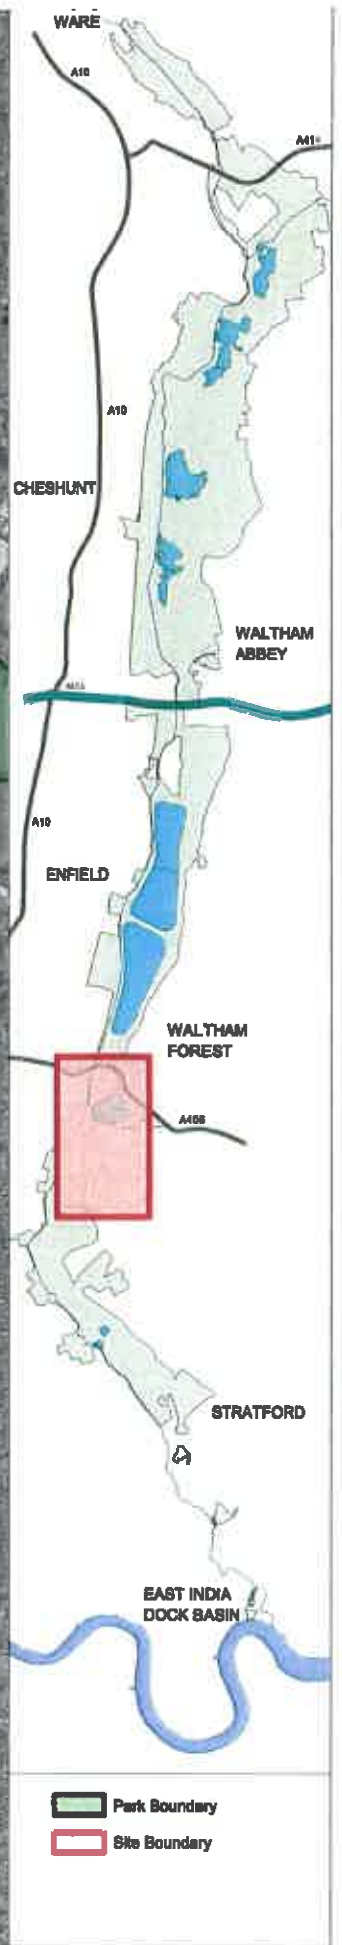 WARE
A10
A414
A10
CHESHUNT
WALTHAM
ABBEY
A10
ENFIELD
WALTHAM
FOREST
A406
STRATFORD
EAST INDIA
DOCK BASIN
Park Boundary
Site Boundary